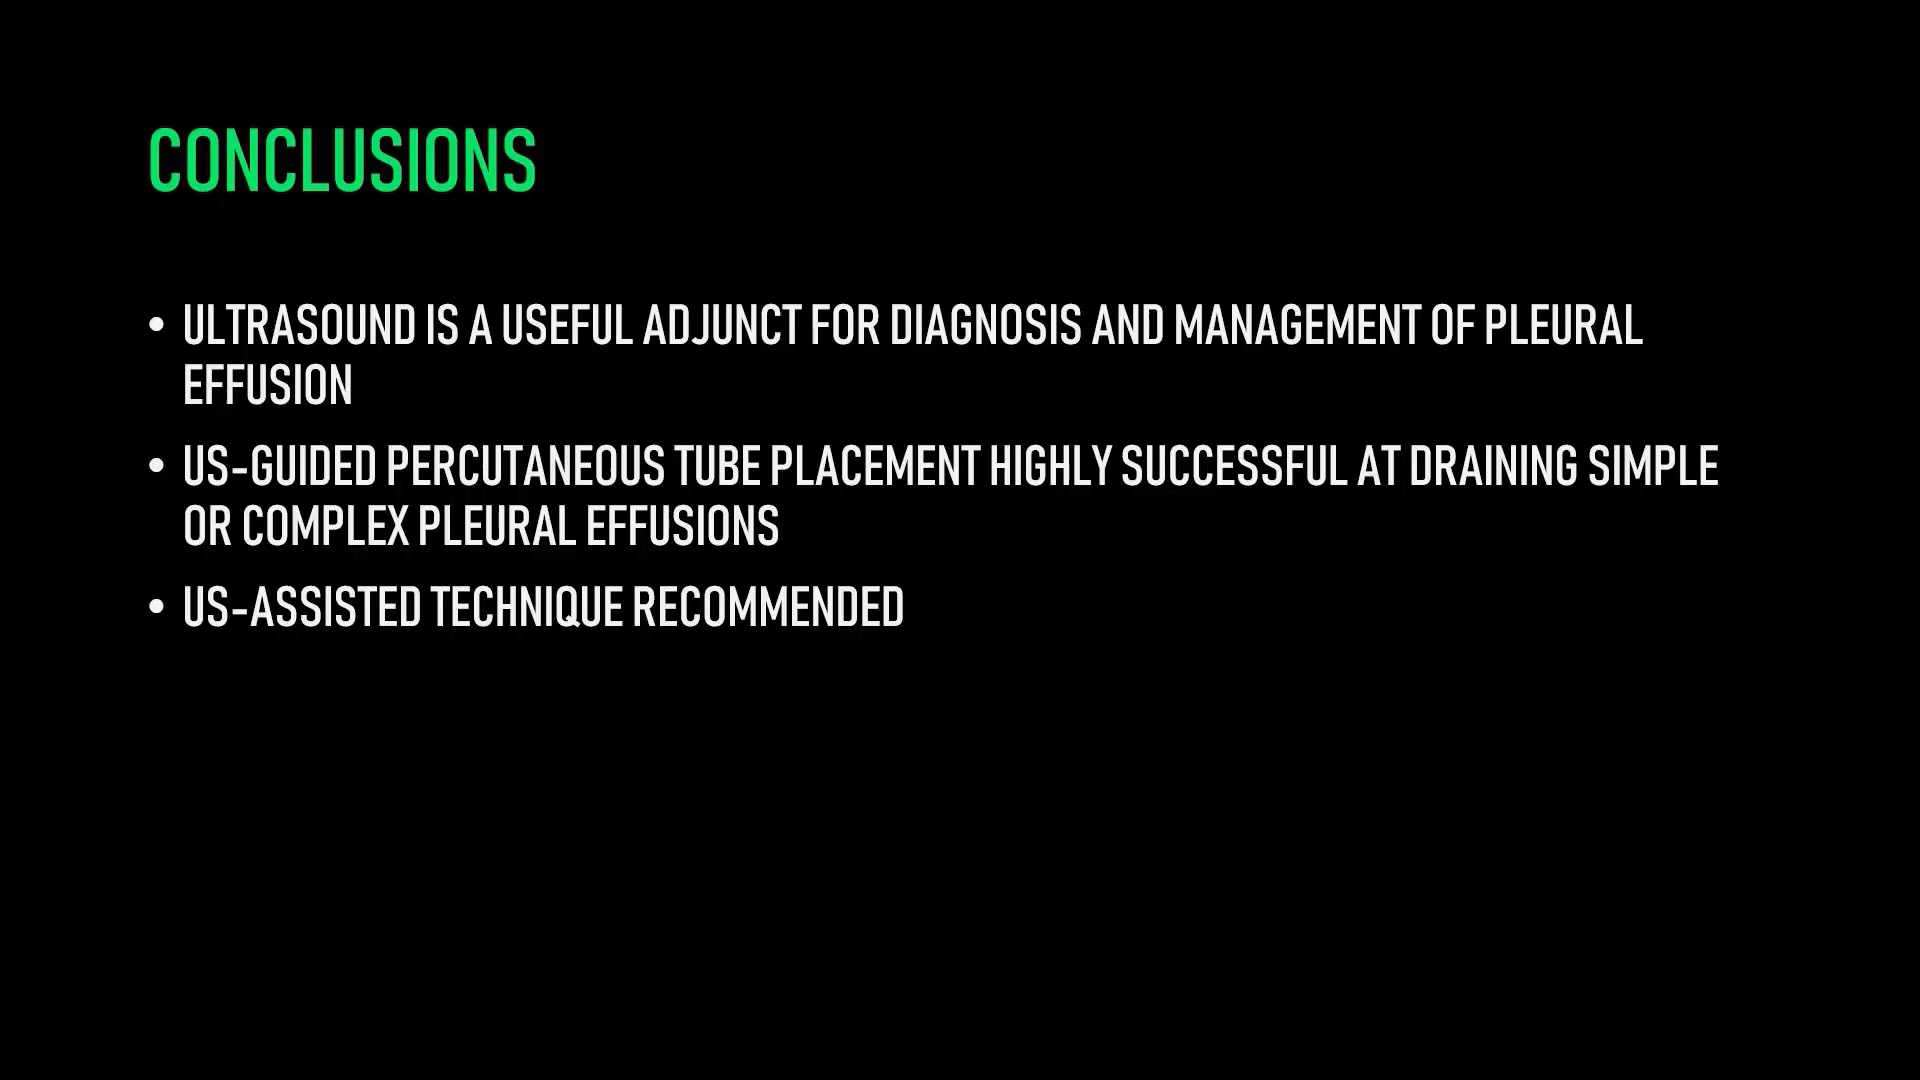 CONCLUSIONS
• ULTRASOUND IS A USEFUL ADJUNCT FOR DIAGNOSIS AND MANAGEMENT OF PLEURAL
EFFUSION
• US-GUIDED PERCUTANEOUS TUBE PLACEMENT HIGHLY SUCCESSFUL AT DRAINING SIMPLE
OR COMPLEX PLEURAL EFFUSIONS
• US-ASSISTED TECHNIQUE RECOMMENDED